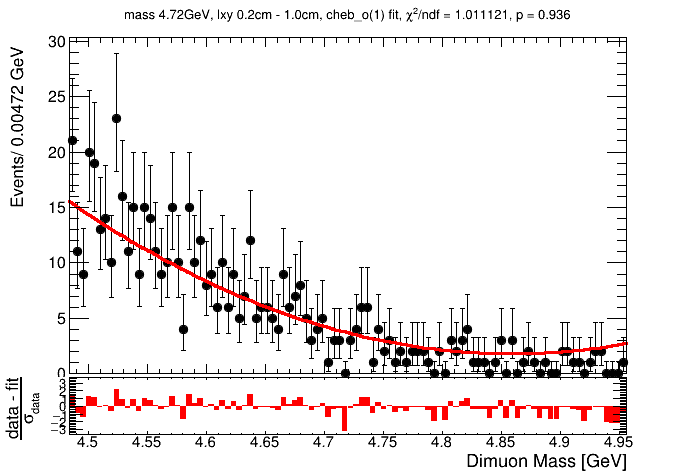 mass 4.72GeV, lxy 0.2cm - 1.0cm, cheb_o(1) fit, χ²/ndf = 1.011121, p = 0.936
Events/ 0.00472 GeV
30
25
20
15
10
5
0
data - fit
σdata
3
2
1
0
−1
−2
−3
4.5 4.55 4.6 4.65 4.7 4.75 4.8 4.85 4.9 4.95
Dimuon Mass [GeV]